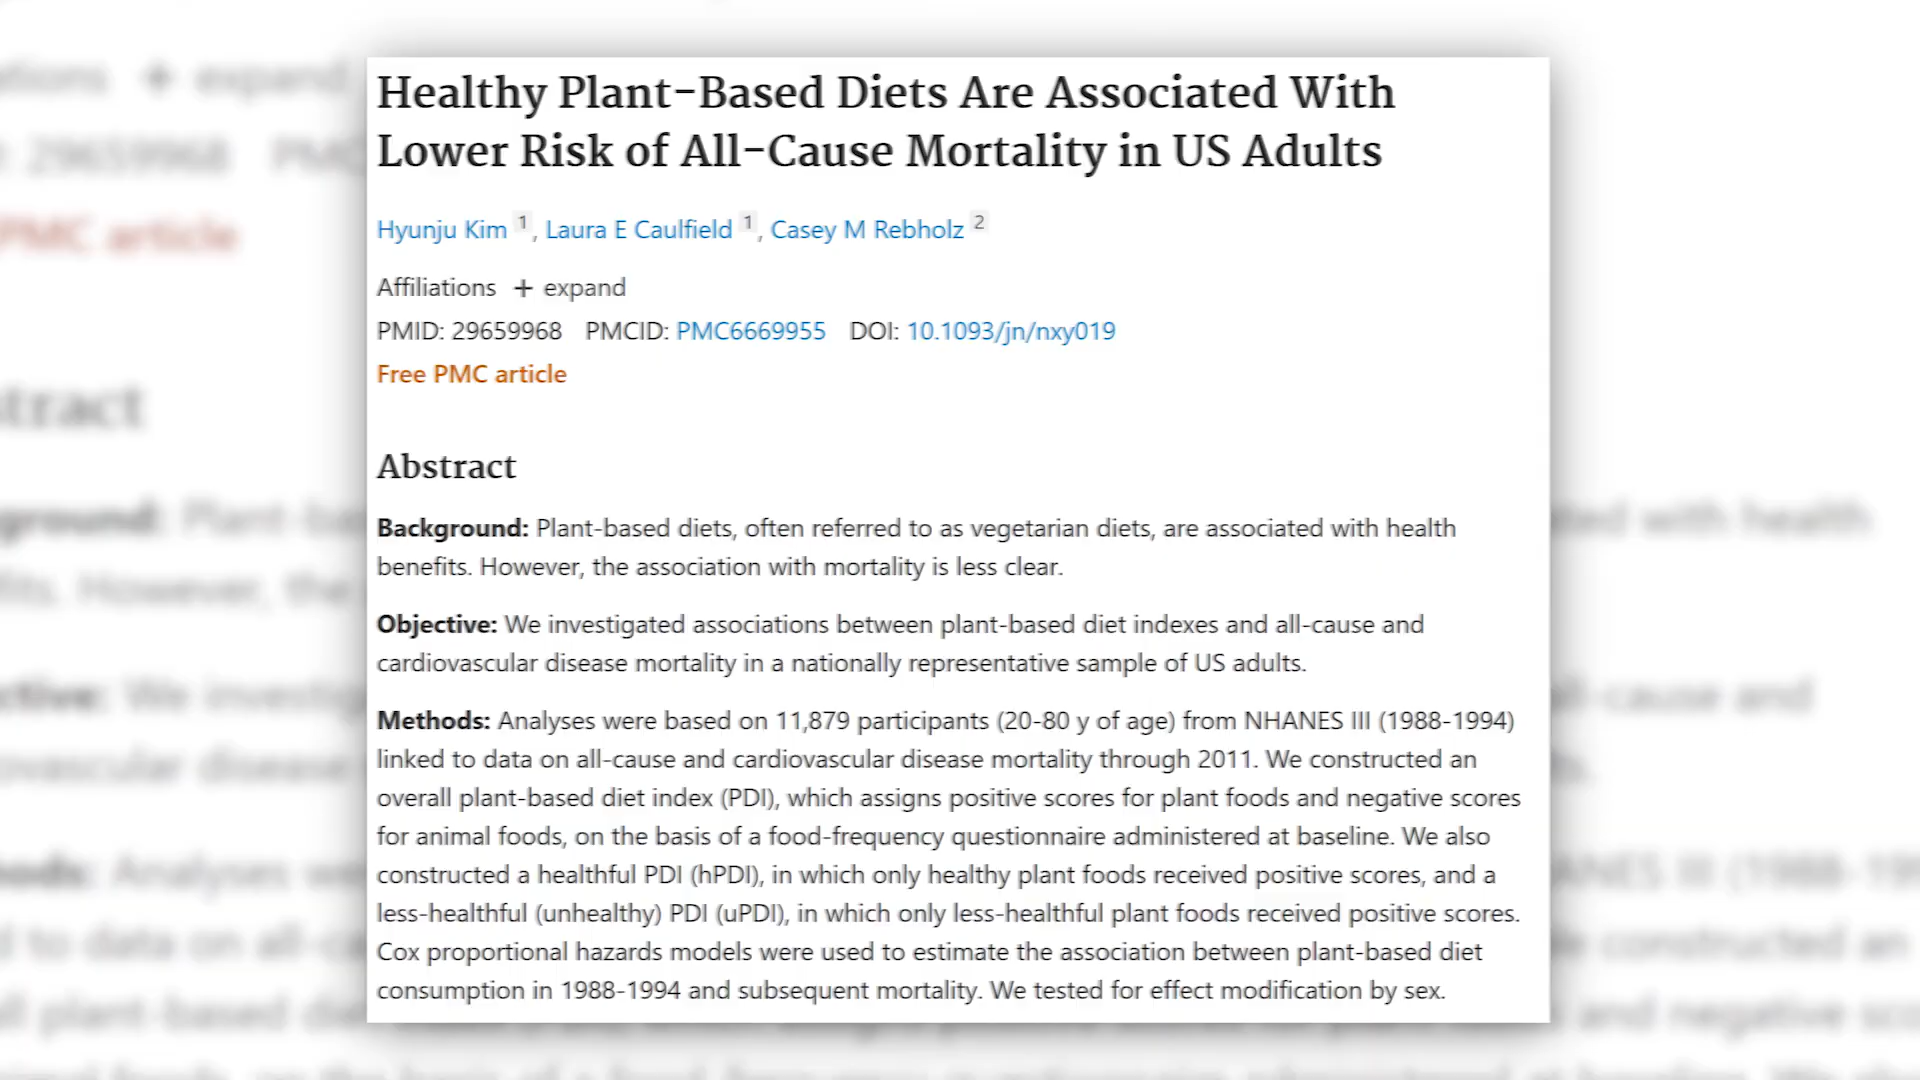 Healthy Plant-Based Diets Are Associated With
Lower Risk of All-Cause Mortality in US Adults
Hyunju Kim 1, Laura E Caulfield 1, Casey M Rebholz 2
Affiliations + expand
PMID: 29659968 PMCID: PMC6669955 DOI: 10.1093/jn/nxy019
Free PMC article
Abstract
Background: Plant-based diets, often referred to as vegetarian diets, are associated with health
benefits. However, the association with mortality is less clear.
Objective: We investigated associations between plant-based diet indexes and all-cause and
cardiovascular disease mortality in a nationally representative sample of US adults.
Methods: Analyses were based on 11,879 participants (20-80 y of age) from NHANES III (1988-1994)
linked to data on all-cause and cardiovascular disease mortality through 2011. We constructed an
overall plant-based diet index (PDI), which assigns positive scores for plant foods and negative scores
for animal foods, on the basis of a food-frequency questionnaire administered at baseline. We also
constructed a healthful PDI (hPDI), in which only healthy plant foods received positive scores, and a
less-healthful (unhealthy) PDI (uPDI), in which only less-healthful plant foods received positive scores.
Cox proportional hazards models were used to estimate the association between plant-based diet
consumption in 1988-1994 and subsequent mortality. We tested for effect modification by sex.